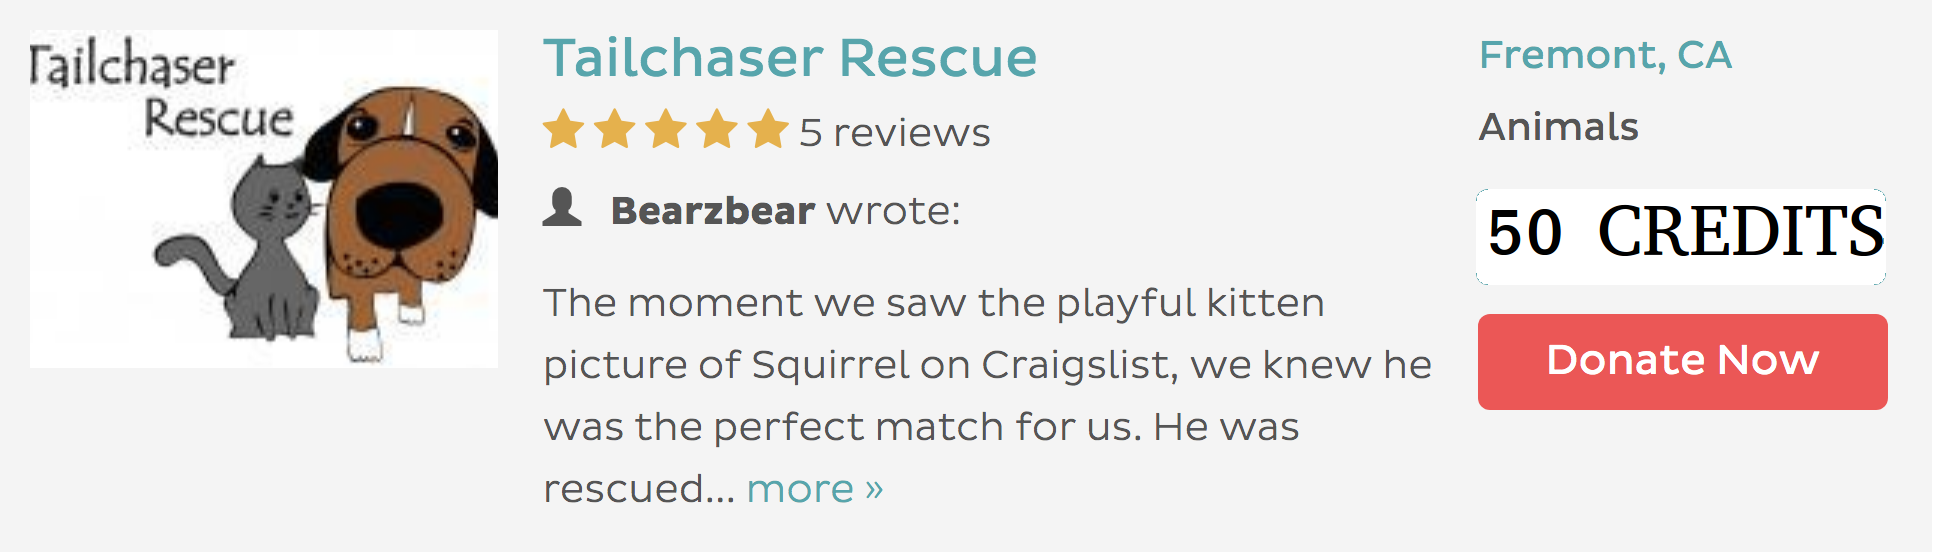 Tailchaser
Rescue
Tailchaser Rescue
5 reviews
Bearzbear wrote:
The moment we saw the playful kitten
picture of Squirrel on Craigslist, we knew he
was the perfect match for us. He was
rescued... more »
Fremont, CA
Animals
50 CREDITS
Donate Now